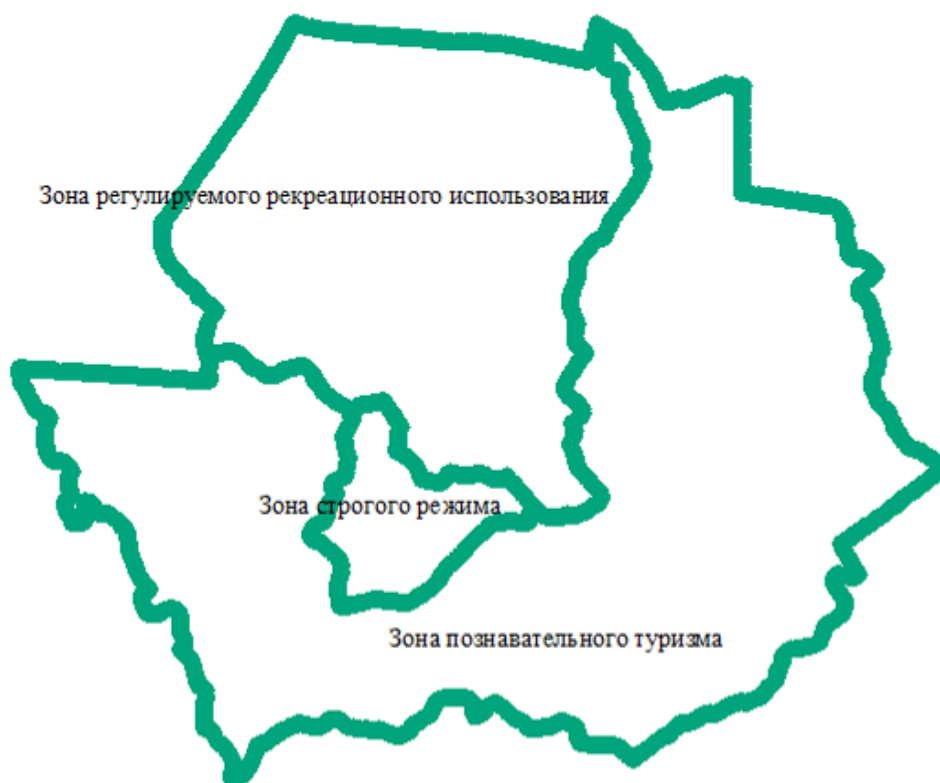 Зона регулируемого рекреационного использования
Зона строгого режима
Зона познавательного туризма